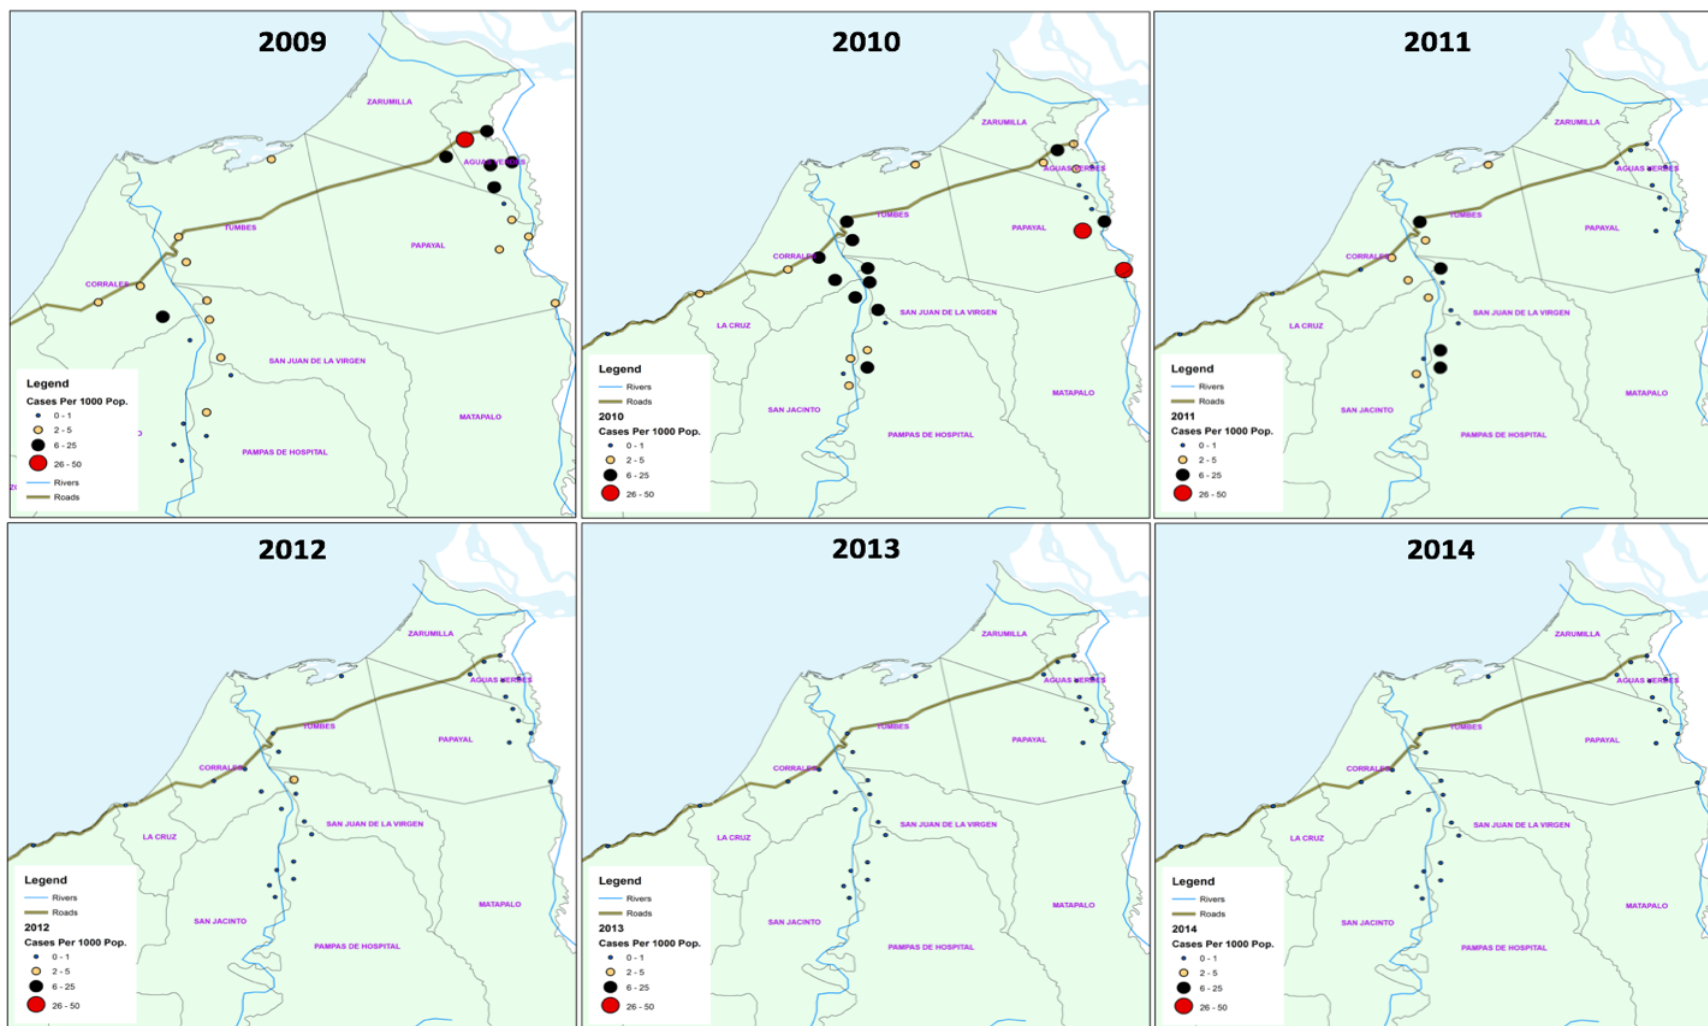 2009
ZARUMILLA
AGUAS VERDES
TUMBES
PAPAYAL
CORRALES
SAN JUAN DE LA VIRGEN
MATAPALO
PAMPAS DE HOSPITAL
Legend
Cases Per 1000 Pop.
0 - 1
2 - 5
6 - 25
26 - 50
Rivers
Roads
2010
ZARUMILLA
AGUAS VERDES
TUMBES
PAPAYAL
CORRALES
SAN JUAN DE LA VIRGEN
LA CRUZ
MATAPALO
SAN JACINTO
PAMPAS DE HOSPITAL
Legend
Rivers
Roads
2010
Cases Per 1000 Pop.
0 - 1
2 - 5
6 - 25
26 - 50
2011
ZARUMILLA
AGUAS VERDES
TUMBES
PAPAYAL
CORRALES
SAN JUAN DE LA VIRGEN
LA CRUZ
MATAPALO
SAN JACINTO
PAMPAS DE HOSPITAL
Legend
Rivers
Roads
2011
Cases Per 1000 Pop.
0 - 1
2 - 5
6 - 25
26 - 50
2012
ZARUMILLA
AGUAS VERDES
TUMBES
PAPAYAL
CORRALES
SAN JUAN DE LA VIRGEN
LA CRUZ
MATAPALO
SAN JACINTO
PAMPAS DE HOSPITAL
Legend
Rivers
Roads
2012
Cases Per 1000 Pop.
0 - 1
2 - 5
6 - 25
26 - 50
2013
ZARUMILLA
AGUAS VERDES
TUMBES
PAPAYAL
CORRALES
SAN JUAN DE LA VIRGEN
LA CRUZ
MATAPALO
SAN JACINTO
PAMPAS DE HOSPITAL
Legend
Rivers
Roads
2013
Cases Per 1000 Pop.
0 - 1
2 - 5
6 - 25
26 - 50
2014
ZARUMILLA
AGUAS VERDES
TUMBES
PAPAYAL
CORRALES
SAN JUAN DE LA VIRGEN
LA CRUZ
MATAPALO
SAN JACINTO
PAMPAS DE HOSPITAL
Legend
Rivers
Roads
2014
Cases Per 1000 Pop.
0 - 1
2 - 5
6 - 25
26 - 50